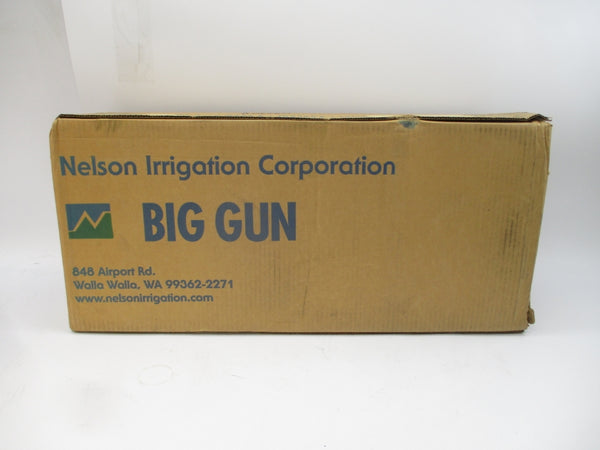 Nelson Irrigation Corporation
BIG GUN
848 Airport Rd.
Walla Walla, WA 99362-2271
www.nelsonirrigation.com